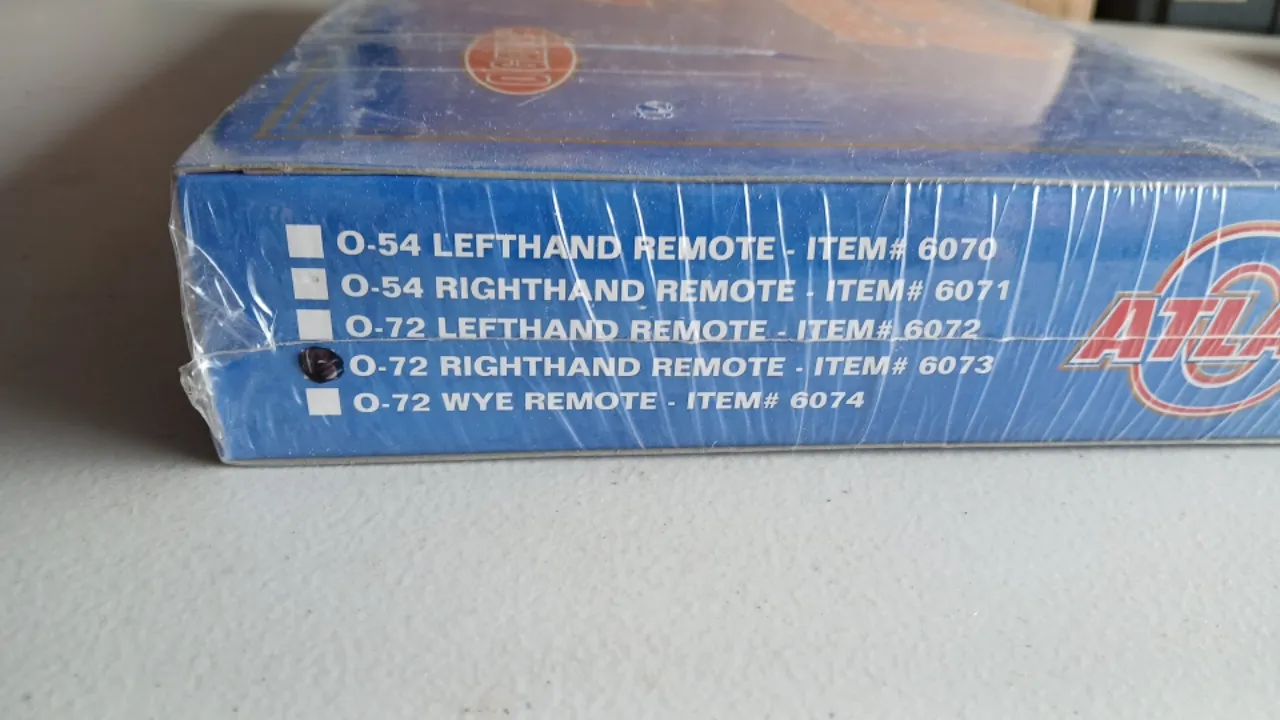 O-54 LEFTHAND REMOTE - ITEM# 6070
O-54 RIGHTHAND REMOTE - ITEM# 6071
O-72 LEFTHAND REMOTE - ITEM# 6072
O-72 RIGHTHAND REMOTE - ITEM# 6073
O-72 WYE REMOTE - ITEM# 6074
ATLA